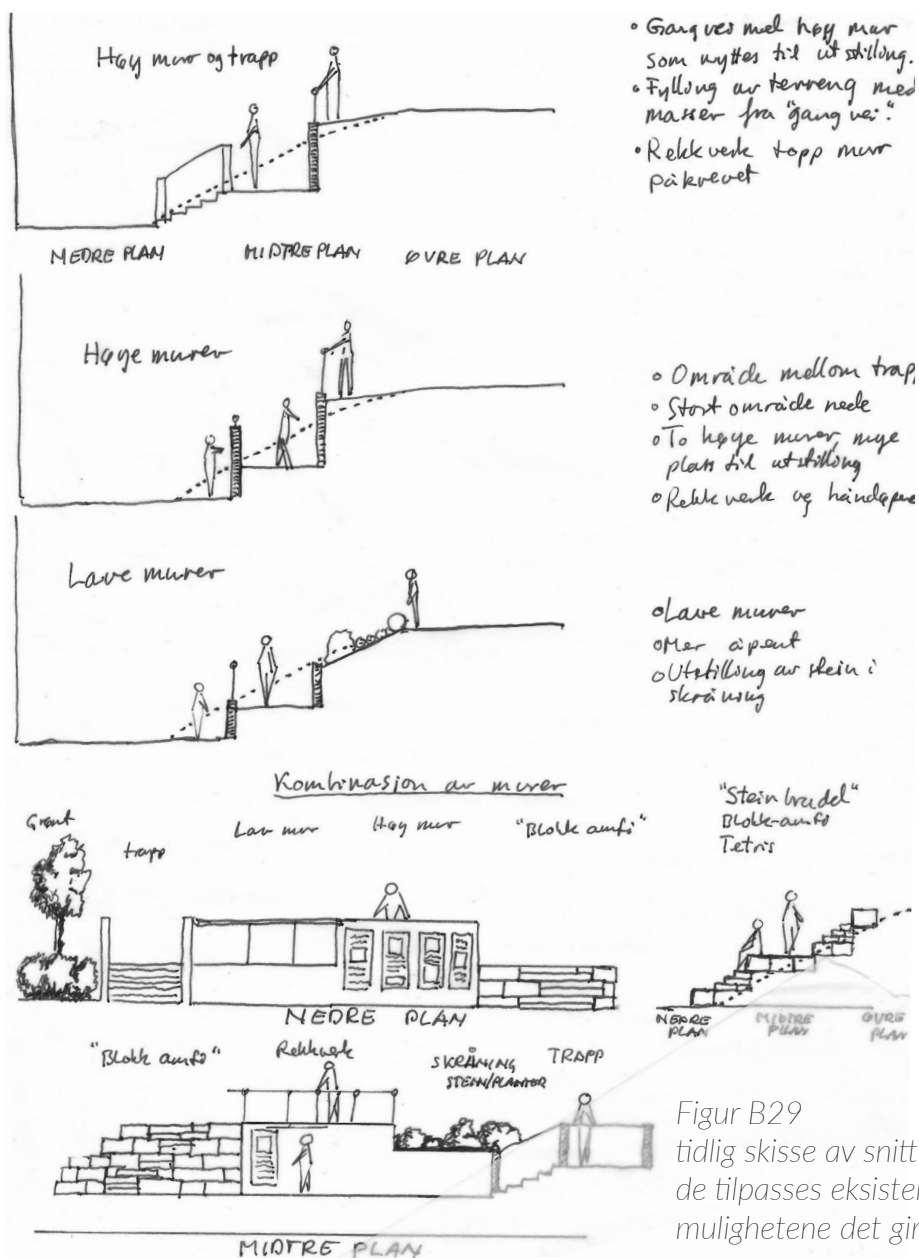 Høy mur og trapp
• Gangvei med høy mur
som nyttes til utstilling.
• Fylling av terreng med
masser fra "gangvei".
• Rekkverk topp mur
påkrevet
NEDRE PLAN MIDTRE PLAN ØVRE PLAN
Høye murer
• Område mellom trapp
• Stort område nede
• To høye murer, mye
plass til utstilling
• Rekkverk og
Lave murer
• Lave murer
• Mer åpent
• Utstilling av stein i
skråning
Kombinasjon av murer
Grønt
trapp
Lav mur
Høy mur
"Blokk amfi"
NEDRE PLAN
"Steinbrudd"
Blokk-amfi
Tetris
NEDRE
PLAN
MIDTRE
PLAN
ØVRE
PLAN
"Blokk amfi"
Rekkverk
SKRÅNING
STEIN/PLANTER
TRAPP
MIDTRE PLAN
Figur B29
tidlig skisse av snitt
de tilpasses eksister
mulighetene det gir